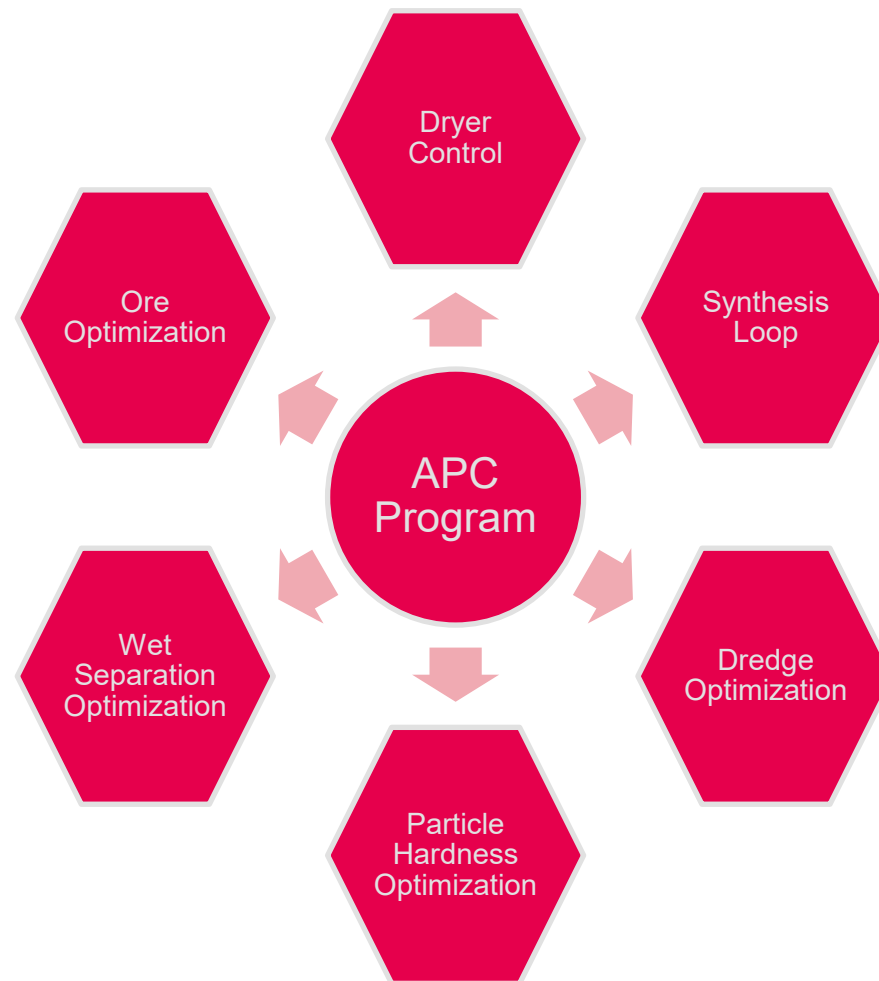 Dryer
Control
Ore
Optimization
Synthesis
Loop
APC
Program
Wet
Separation
Optimization
Dredge
Optimization
Particle
Hardness
Optimization